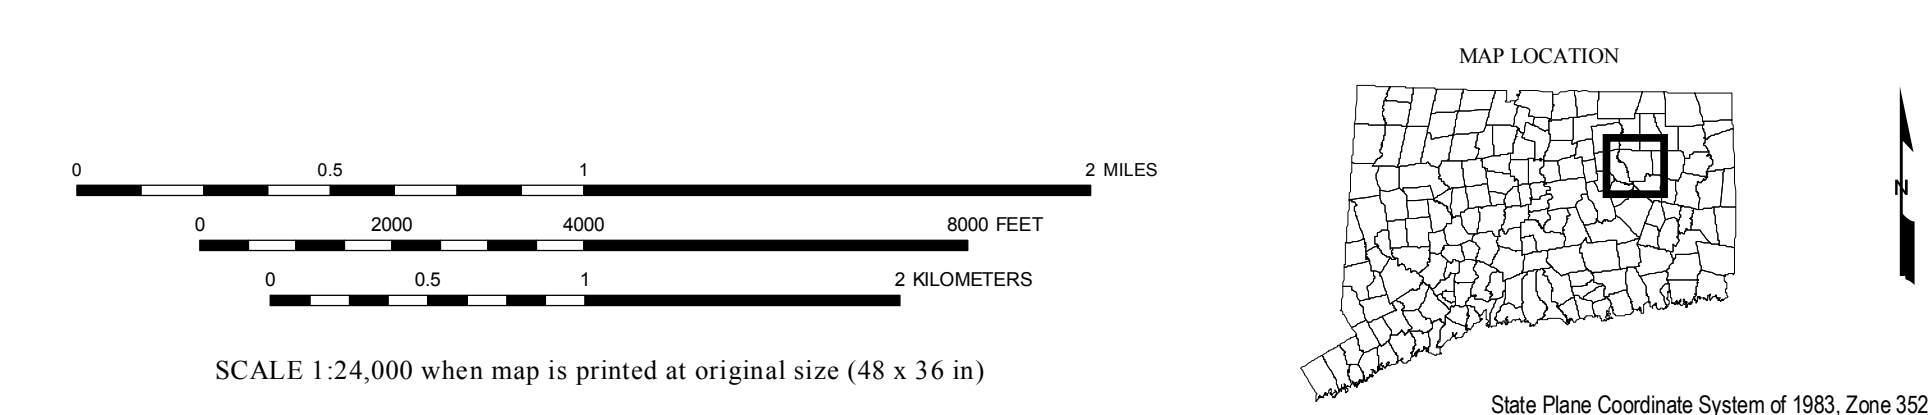 MAP LOCATION
0 0.5 1 2 MILES
0 2000 4000 8000 FEET
0 0.5 1 2 KILOMETERS
SCALE 1:24,000 when map is printed at original size (48 x 36 in)
N
State Plane Coordinate System of 1983, Zone 352